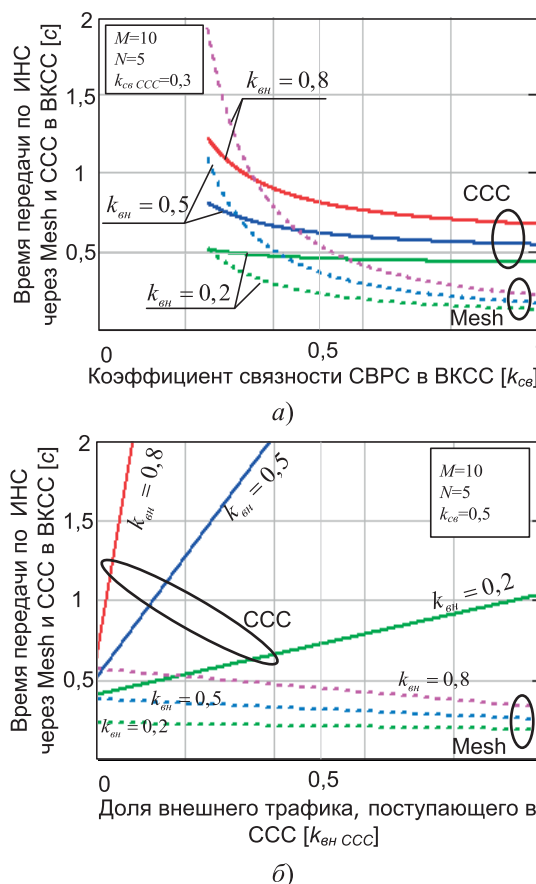 Время передачи по ИНС
через Mesh и ССС в ВКСС [с]
2
1,5
1
0.5
0
0,5
M=10
N=5
kсв ССС=0,3
kвн = 0,8
kвн = 0,5
kвн = 0,2
ССС
Mesh
Коэффициент связности СВРС в ВКСС [kсв]
а)
Время передачи по ИНС
через Mesh и ССС в ВКСС [с]
2
1,5
1
0.5
0
0,5
kвн = 0,8
kвн = 0,5
M=10
N=5
kсв=0,5
kвн = 0,2
ССС
kвн = 0,8
kвн = 0,5
kвн = 0,2
Mesh
Доля внешнего трафика, поступающего в
ССС [kвн ССС]
б)